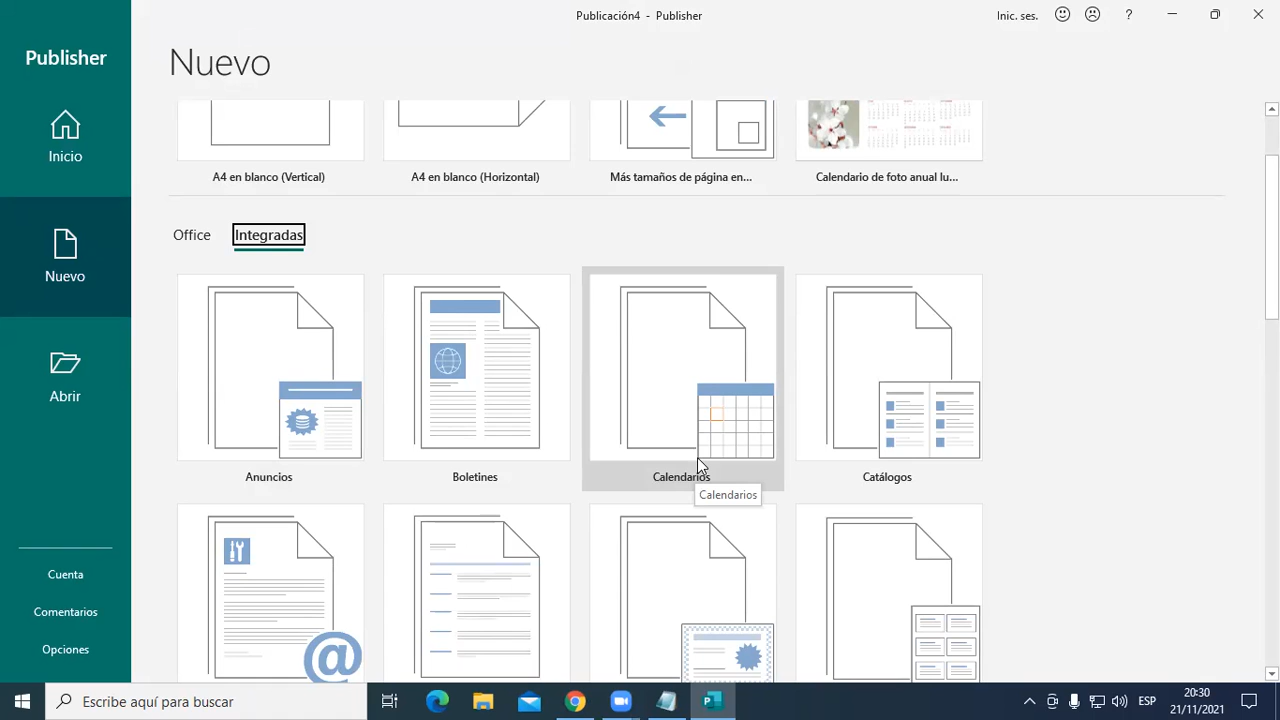 Publicación4 - Publisher
Inic. ses.
?
Publisher
Inicio
Nuevo
Abrir
Cuenta
Comentarios
Opciones
Nuevo
A4 en blanco (Vertical)
A4 en blanco (Horizontal)
Más tamaños de página en...
Calendario de foto anual lu...
Office
Integradas
Anuncios
Boletines
Calendarios
Catálogos
Calendarios
@
Escribe aquí para buscar
ESP
20:30
21/11/2021